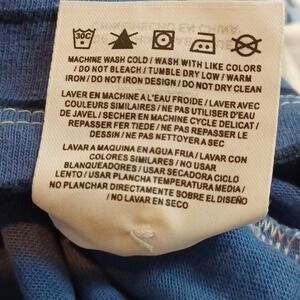 30C
MACHINE WASH COLD / WASH WITH LIKE COLORS
/ DO NOT BLEACH / TUMBLE DRY LOW / WARM
IRON / DO NOT IRON DESIGN / DO NOT DRY CLEAN
LAVER EN MACHINE A L'EAU FROIDE / LAVER AVEC
COULEURS SIMILAIRES / NE PAS UTILISER D'EAU
DE JAVEL / SECHER EN MACHINE CYCLE DELICAT /
REPASSER FER TIEDE / NE PAS REPASSER LE
DESSIN / NE PAS NETTOYER A SEC
LAVAR A MAQUINA EN AGUA FRIA / LAVAR CON
COLORES SIMILARES / NO USAR
BLANQUEADORES / USAR SECADORA CICLO
LENTO / USAR PLANCHA TEMPERATURA MEDIA /
NO PLANCHAR DIRECTAMENTE SOBRE EL DISEÑO
/ NO LAVAR EN SECO